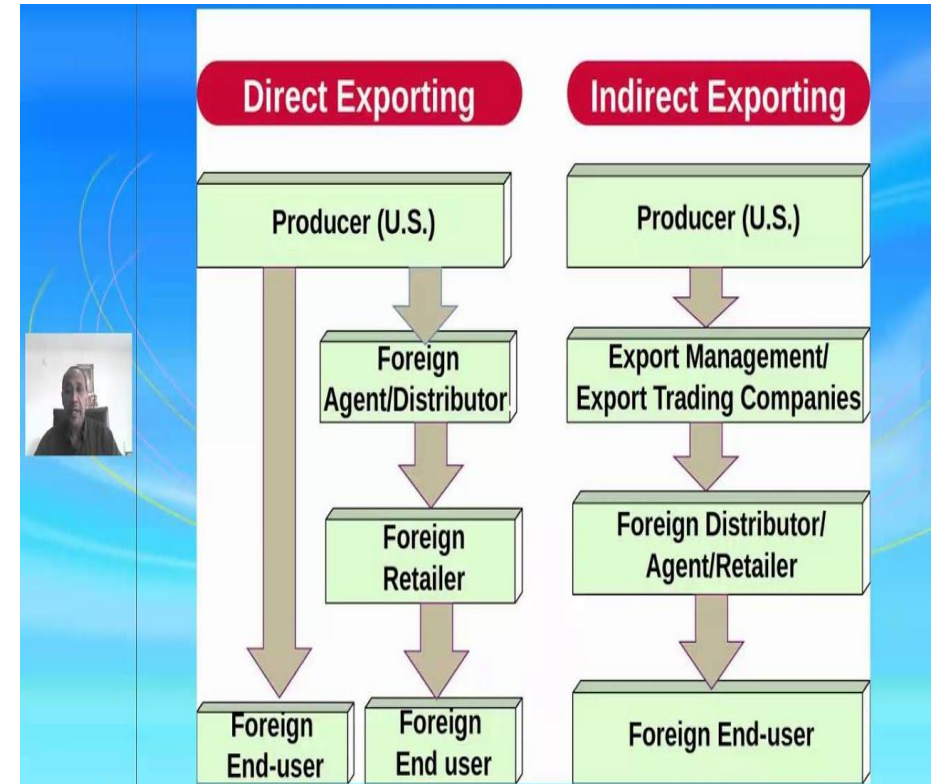 Direct Exporting
Producer (U.S.)
Foreign
Agent/Distributor
Foreign
Retailer
Foreign
End-user
Foreign
End user
Indirect Exporting
Producer (U.S.)
Export Management/
Export Trading Companies
Foreign Distributor/
Agent/Retailer
Foreign End-user